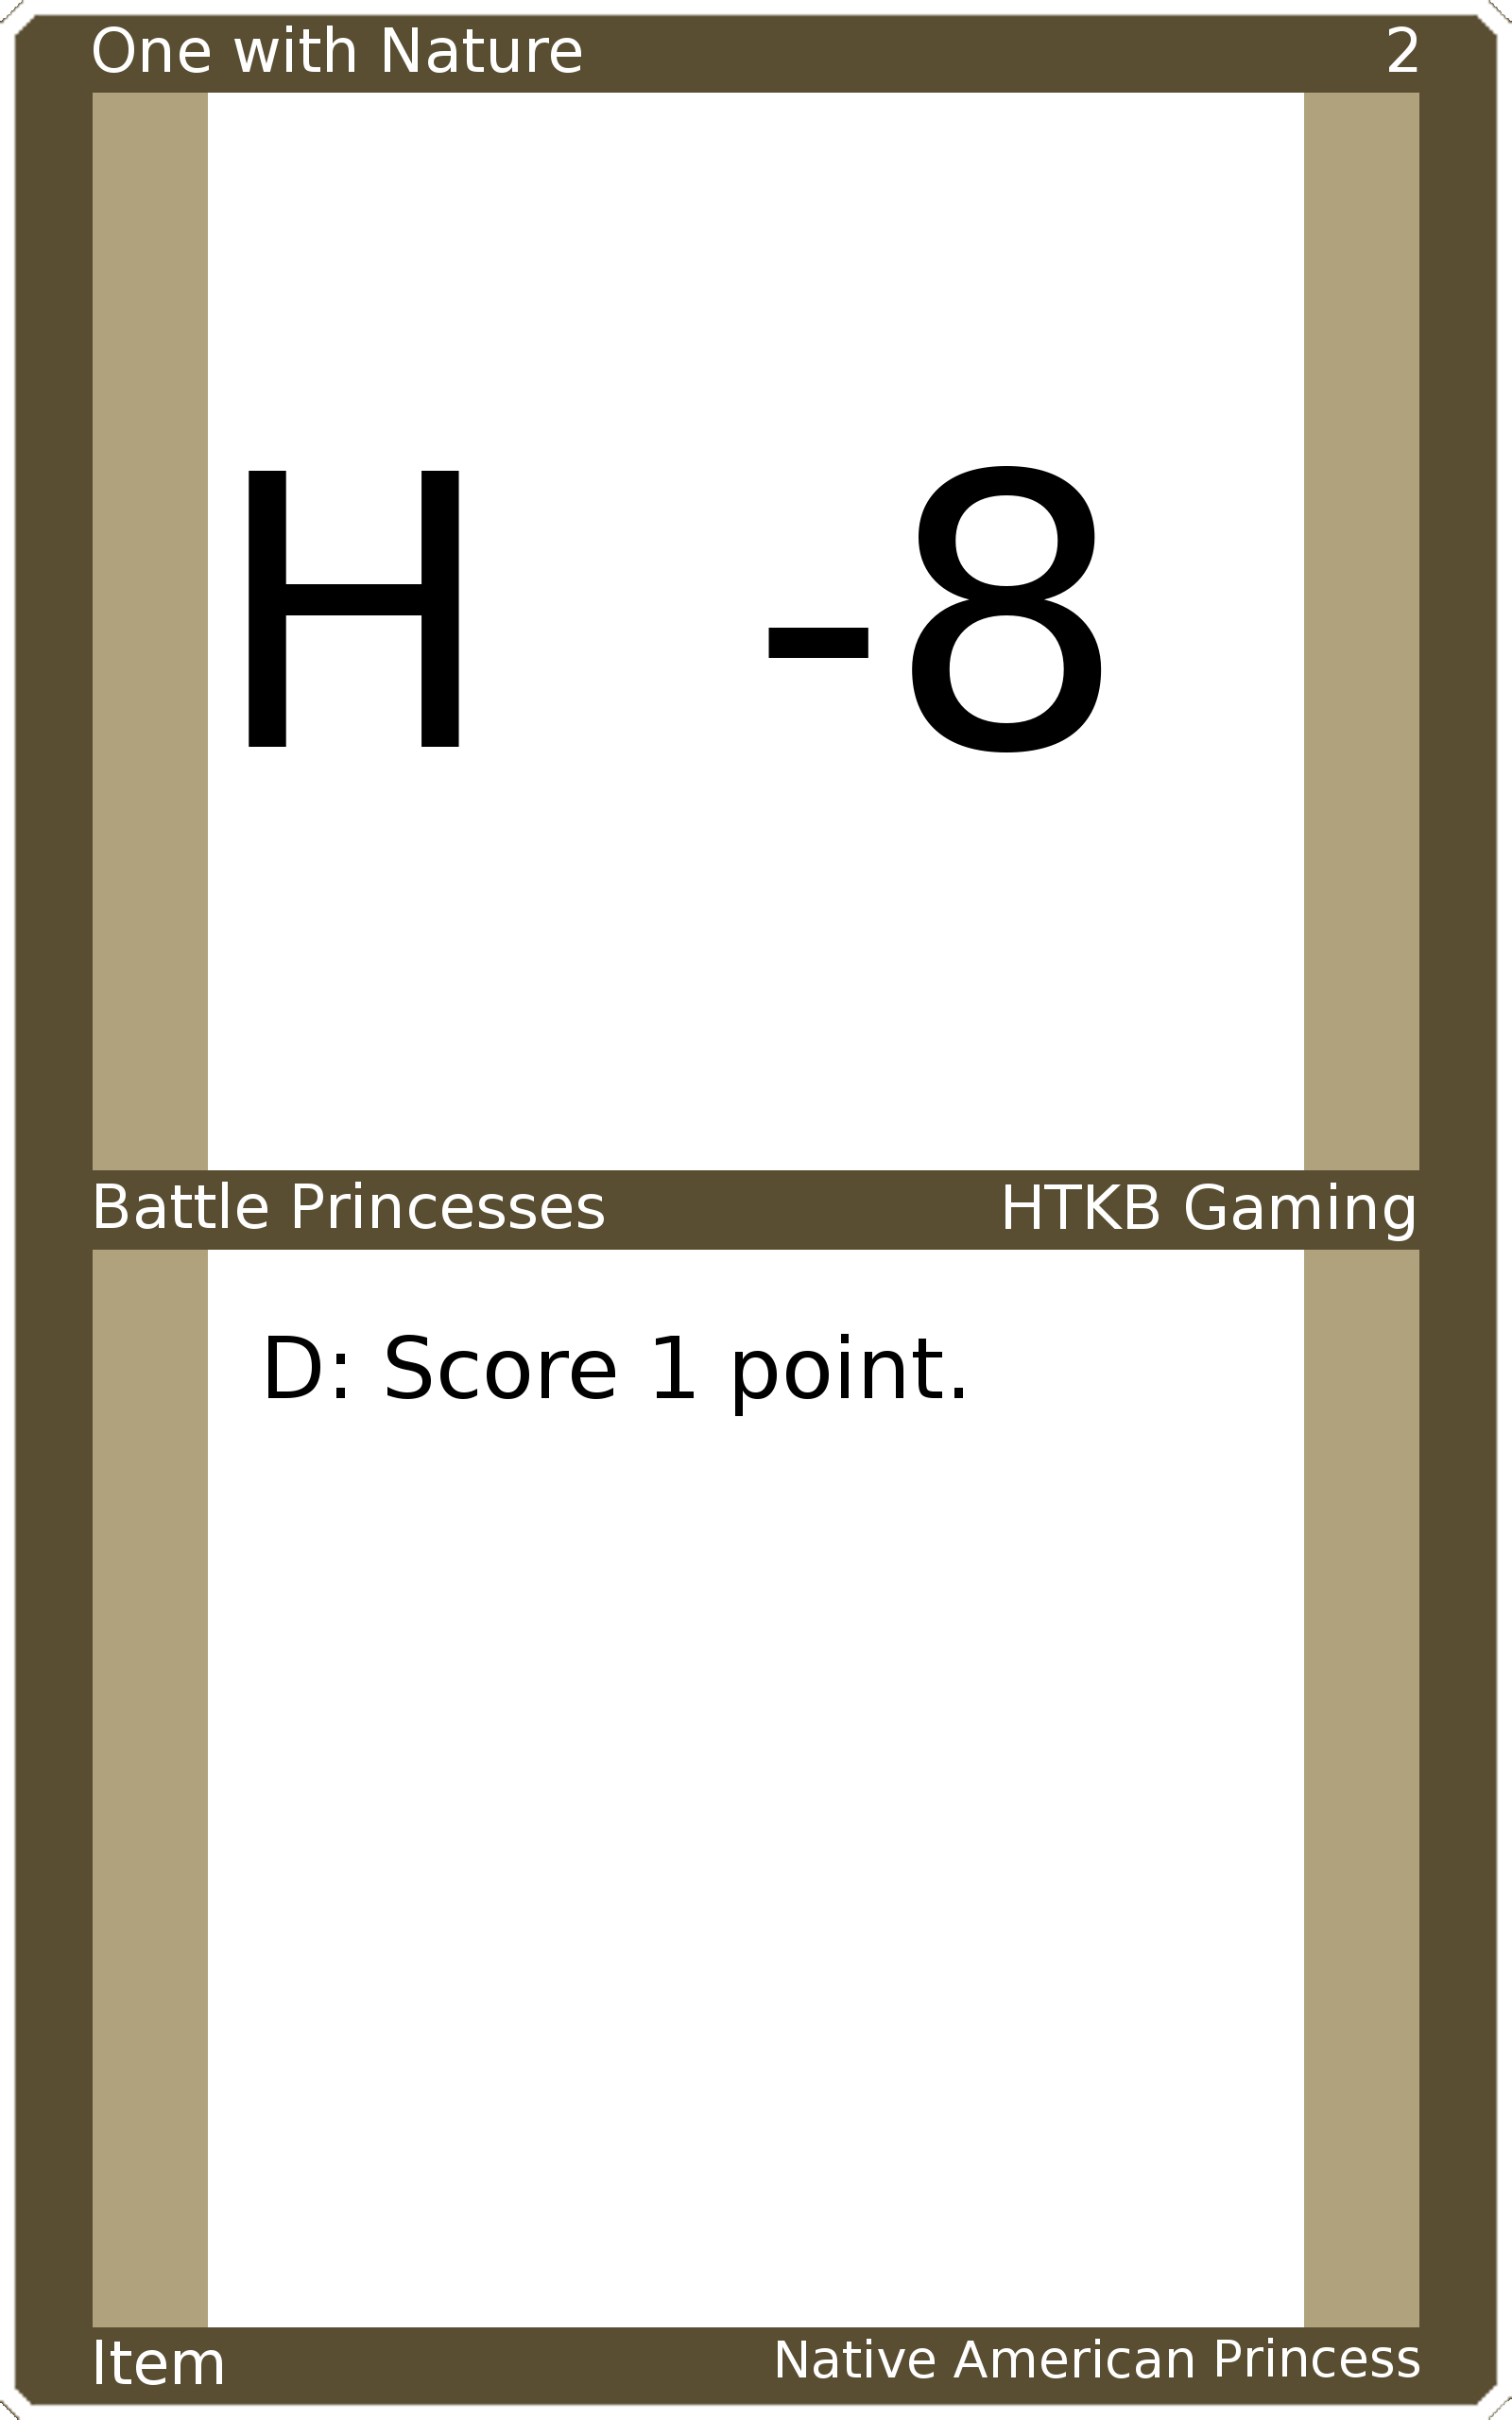 One with Nature 2
H -8
Battle Princesses HTKB Gaming
D: Score 1 point.
Item Native American Princess